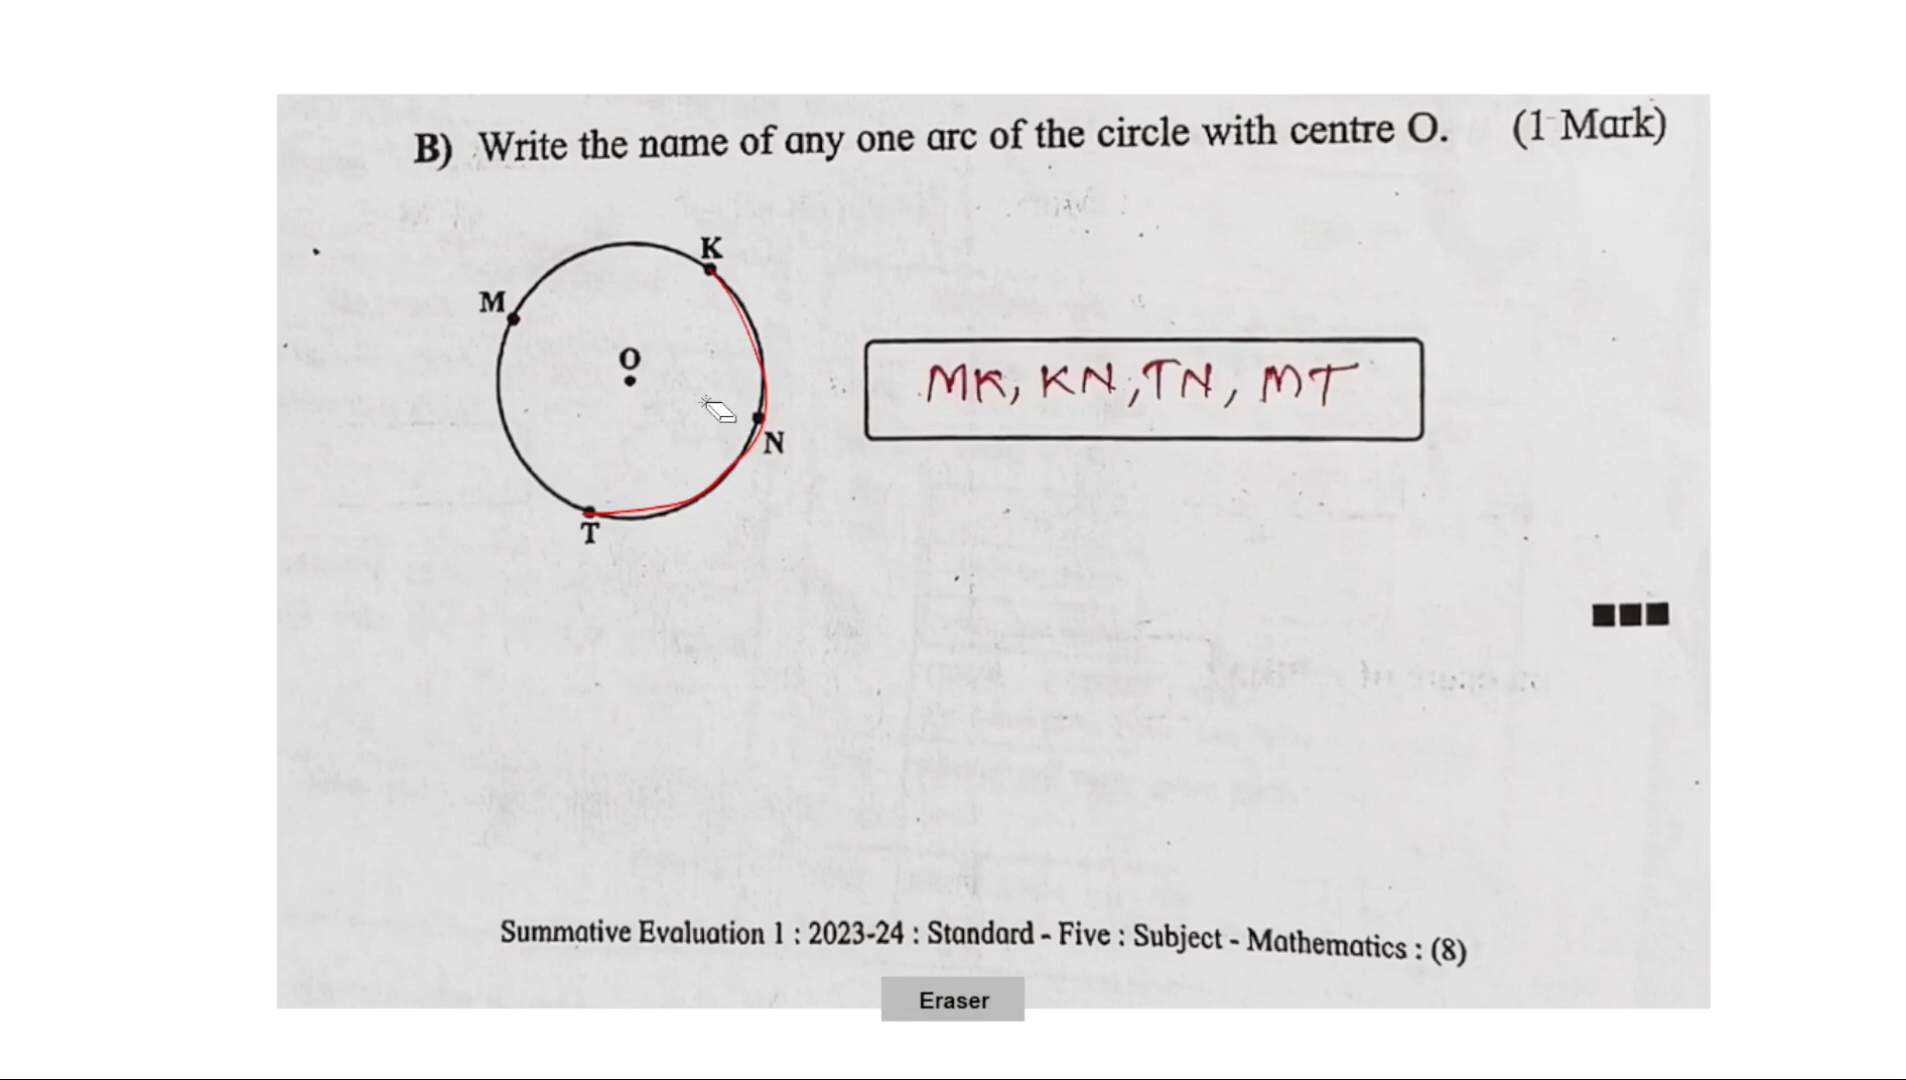 B) Write the name of any one arc of the circle with centre O. (1 Mark)
K
M
O
MK, KN, TN, MT
N
T
Summative Evaluation 1 : 2023-24 : Standard - Five : Subject - Mathematics : (8)
Eraser